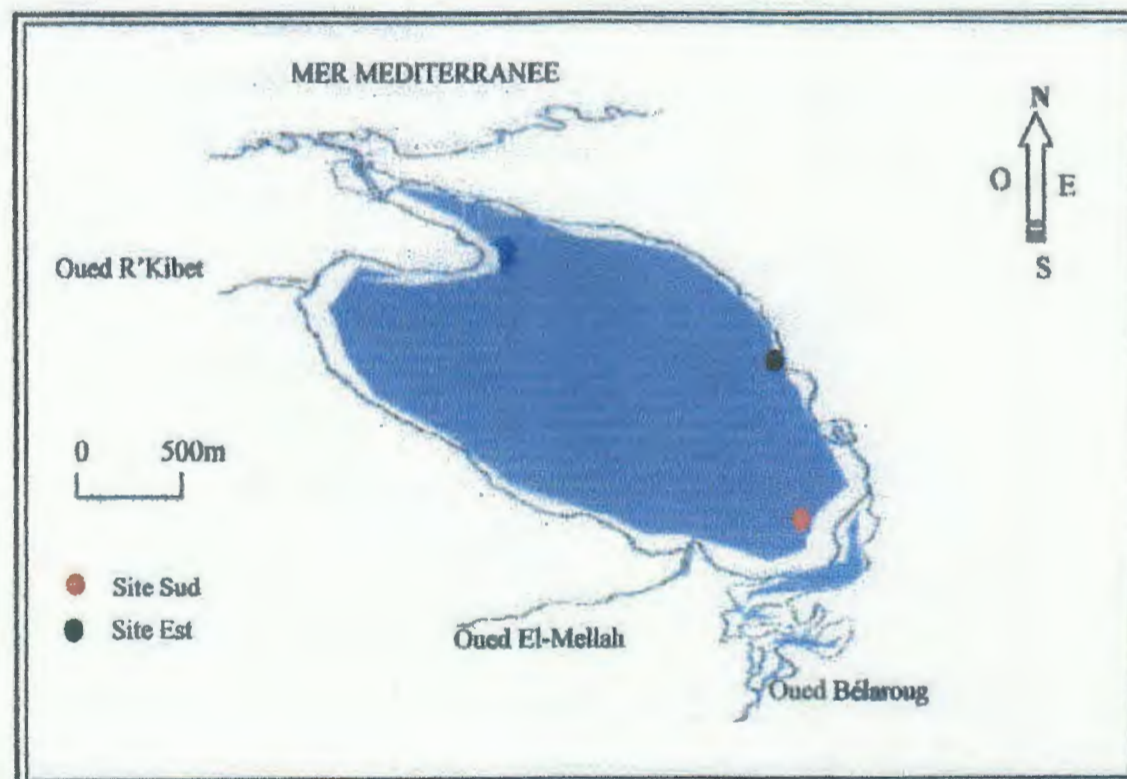 MER MEDITERRANEE
N
O E
S
Oued R'Kibet
0 500m
Site Sud
Site Est
Oued El-Mellah
Oued Bélaroug